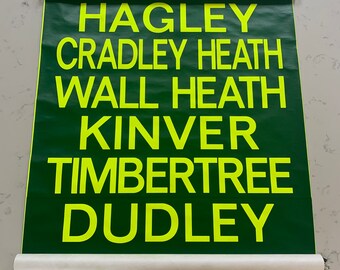 HAGLEY
CRADLEY HEATH
WALL HEATH
KINVER
TIMBERTREE
DUDLEY